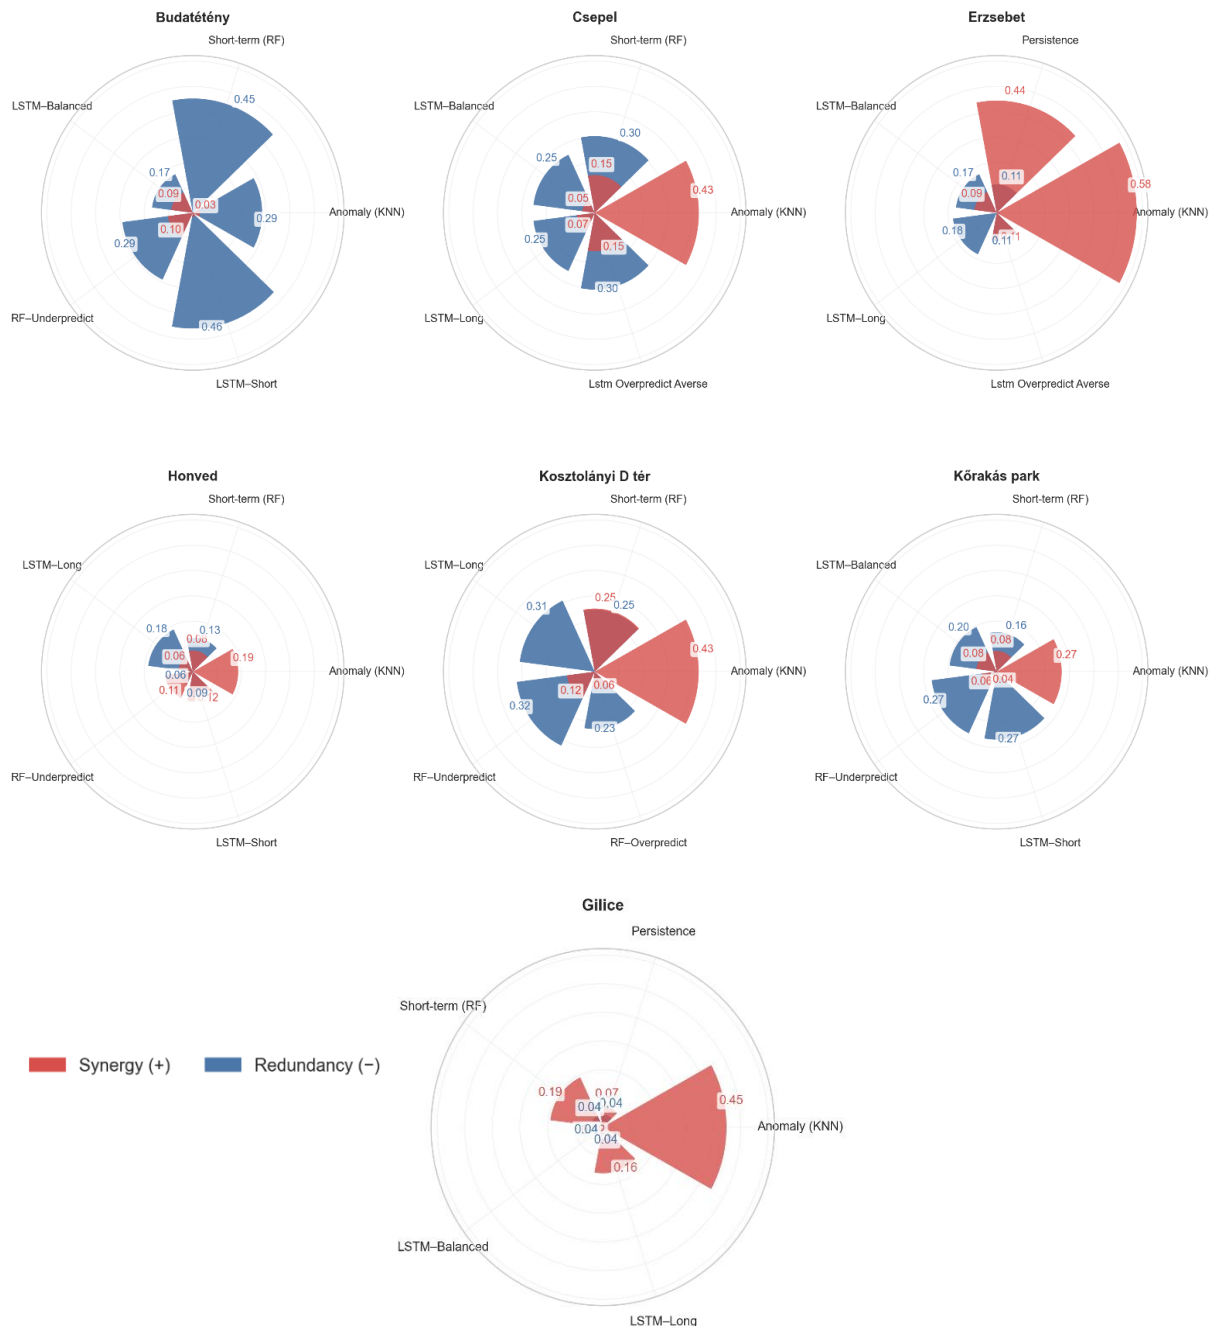 Budatétény
Short-term (RF)
LSTM–Balanced
0.45
0.17
0.09
0.03
0.29
Anomaly (KNN)
0.10
0.29
RF–Underpredict
0.46
LSTM–Short
Csepel
Short-term (RF)
LSTM–Balanced
0.30
0.25
0.15
0.43
0.05
Anomaly (KNN)
0.07
0.25
0.15
0.30
LSTM–Long
Lstm Overpredict Averse
Erzsebet
Persistence
0.44
LSTM–Balanced
0.17
0.11
0.58
0.09
Anomaly (KNN)
0.18
0.11
LSTM–Long
Lstm Overpredict Averse
Honved
Short-term (RF)
LSTM–Long
0.18
0.13
0.08
0.06
0.19
Anomaly (KNN)
0.06
0.11
0.09
RF–Underpredict
LSTM–Short
Kosztolányi D tér
Short-term (RF)
LSTM–Long
0.31
0.25
0.25
0.43
Anomaly (KNN)
0.12
0.06
0.32
0.23
RF–Underpredict
RF–Overpredict
Kőrakás park
Short-term (RF)
LSTM–Balanced
0.20
0.16
0.08
0.08
0.27
Anomaly (KNN)
0.06
0.04
0.27
0.27
RF–Underpredict
LSTM–Short
Gilice
Persistence
Short-term (RF)
Synergy (+)
Redundancy (−)
0.19
0.07
0.04
0.04
0.45
Anomaly (KNN)
0.04
0.04
0.16
LSTM–Balanced
LSTM–Long